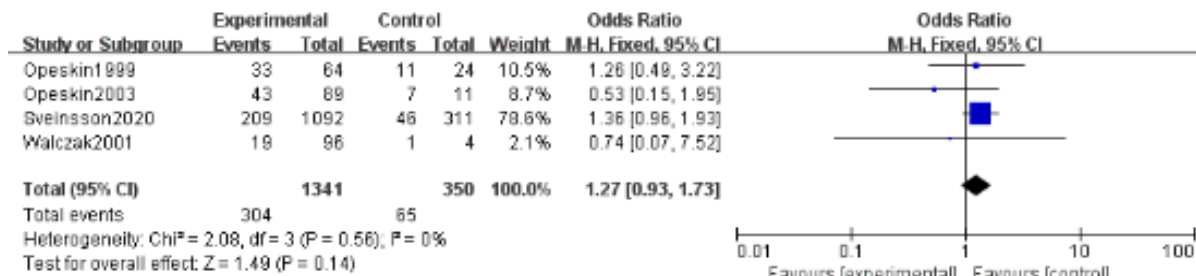 Experimental Control Odds Ratio Odds Ratio
Study or Subgroup Events Total Events Total Weight M-H, Fixed, 95% CI M-H, Fixed, 95% CI
Opeskin1999 33 64 11 24 10.5% 1.26 [0.49, 3.22]
Opeskin2003 43 89 7 11 8.7% 0.53 [0.15, 1.95]
Sveinsson2020 209 1092 46 311 78.6% 1.36 [0.96, 1.93]
Walczak2001 19 96 1 4 2.1% 0.74 [0.07, 7.52]
Total (95% CI) 1341 350 100.0% 1.27 [0.93, 1.73]
Total events 304 65
Heterogeneity: Chi² = 2.08, df = 3 (P = 0.56); I² = 0%
Test for overall effect: Z = 1.49 (P = 0.14)
0.01 0.1 1 10 100
Favours [experimental] Favours [control]